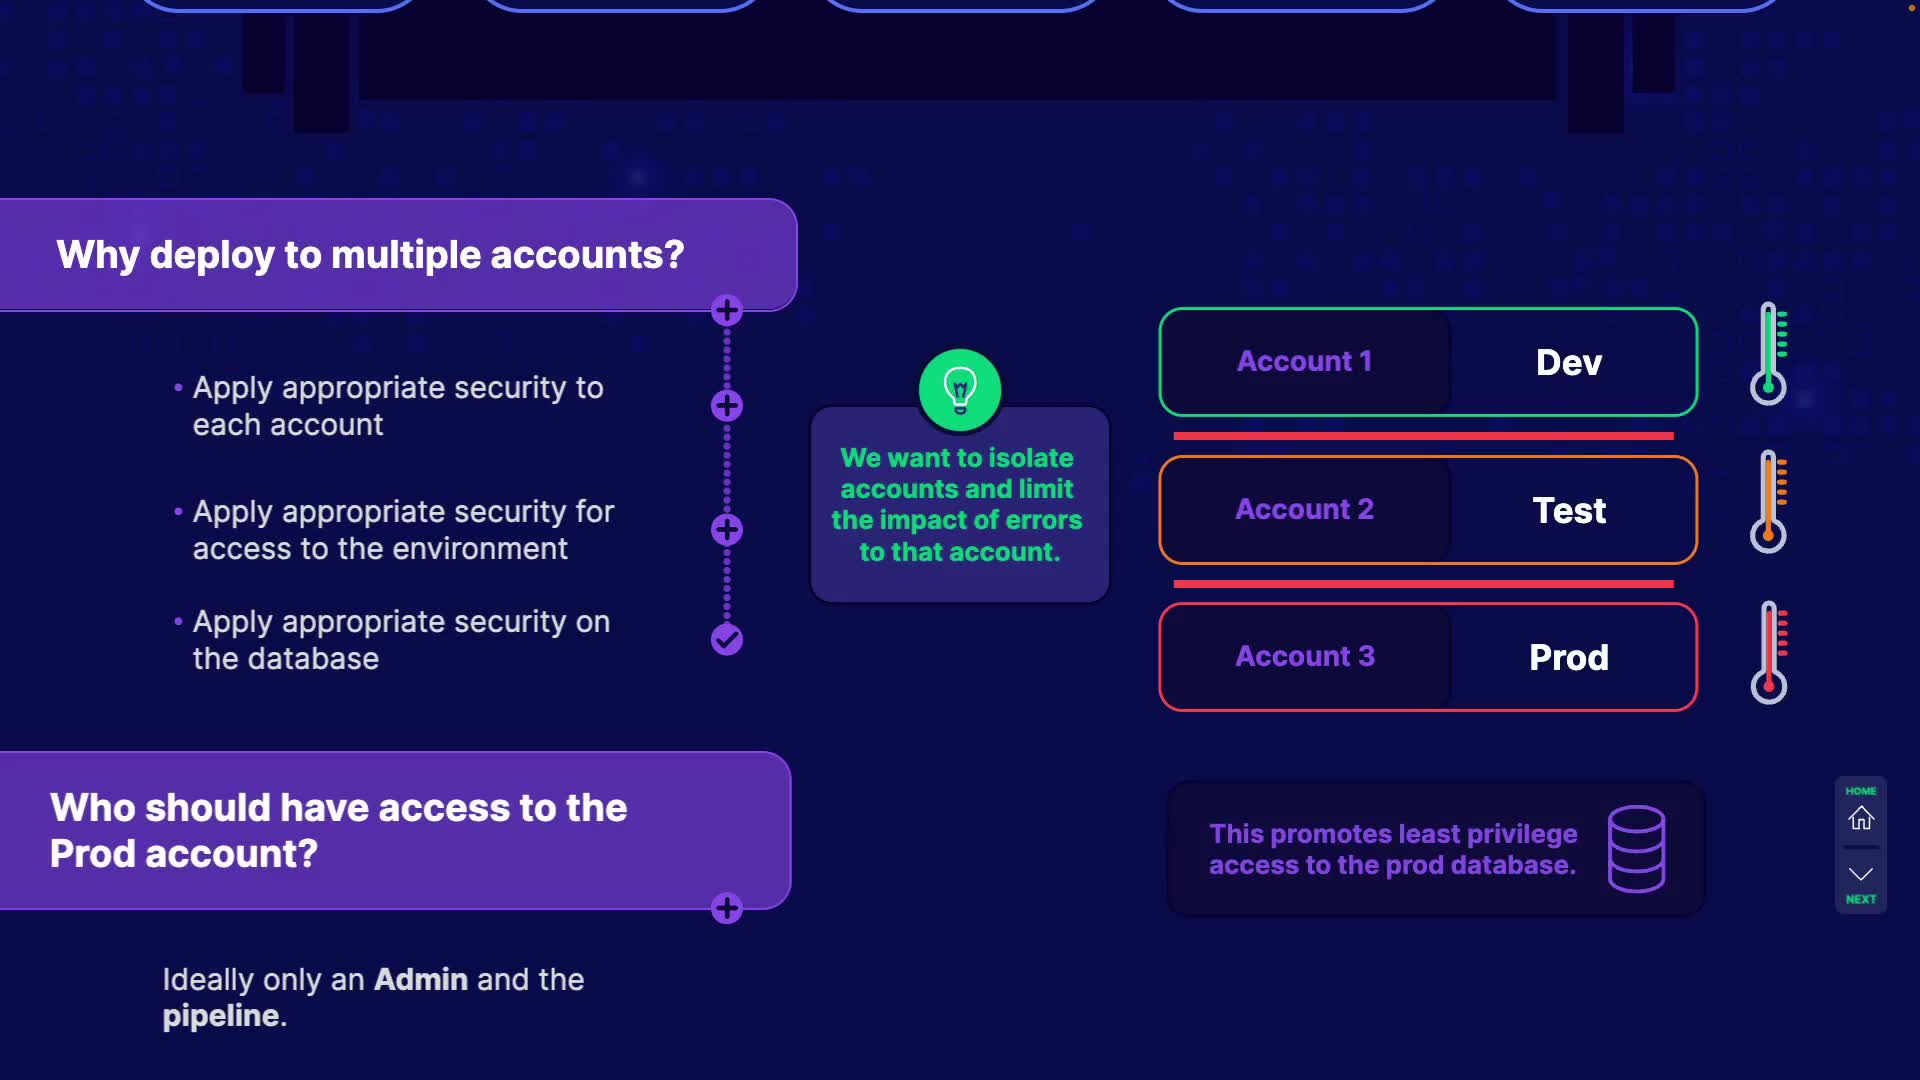 Why deploy to multiple accounts?
• Apply appropriate security to
each account
• Apply appropriate security for
access to the environment
• Apply appropriate security on
the database
We want to isolate
accounts and limit
the impact of errors
to that account.
Account 1 Dev
Account 2 Test
Account 3 Prod
Who should have access to the
Prod account?
Ideally only an Admin and the
pipeline.
This promotes least privilege
access to the prod database.
HOME
NEXT